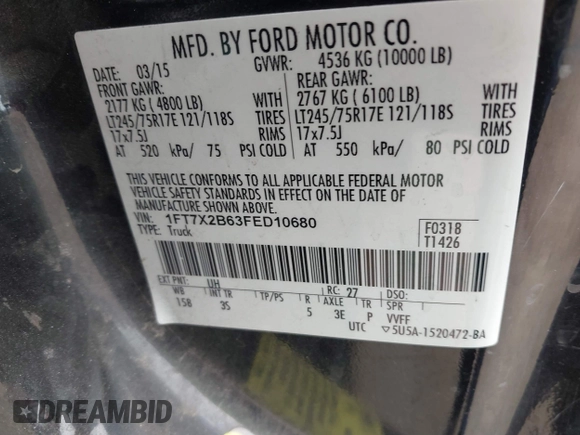 MFD. BY FORD MOTOR CO.
DATE: 03/15
GVWR: 4536 KG (10000 LB)
FRONT GAWR:
REAR GAWR:
2177 KG ( 4800 LB) WITH
2767 KG ( 6100 LB) WITH
LT245/75R17E 121/118S TIRES
LT245/75R17E 121/118S TIRES
17x7.5J RIMS
17x7.5J RIMS
AT 520 kPa/ 75 PSI COLD
AT 550 kPa/ 80 PSI COLD
THIS VEHICLE CONFORMS TO ALL APPLICABLE FEDERAL MOTOR
VEHICLE SAFETY STANDARDS IN EFFECT ON THE DATE OF
MANUFACTURE SHOWN ABOVE.
VIN: 1FT7X2B63FED10680
TYPE: Truck
F0318
T1426
EXT PNT: UH RC: 27 DSO:
WB INT TR TP/PS R AXLE TR SPR
158 3S 5 3E P VVFF
UTC ▽5U5A-1520472-BA
DREAMBID